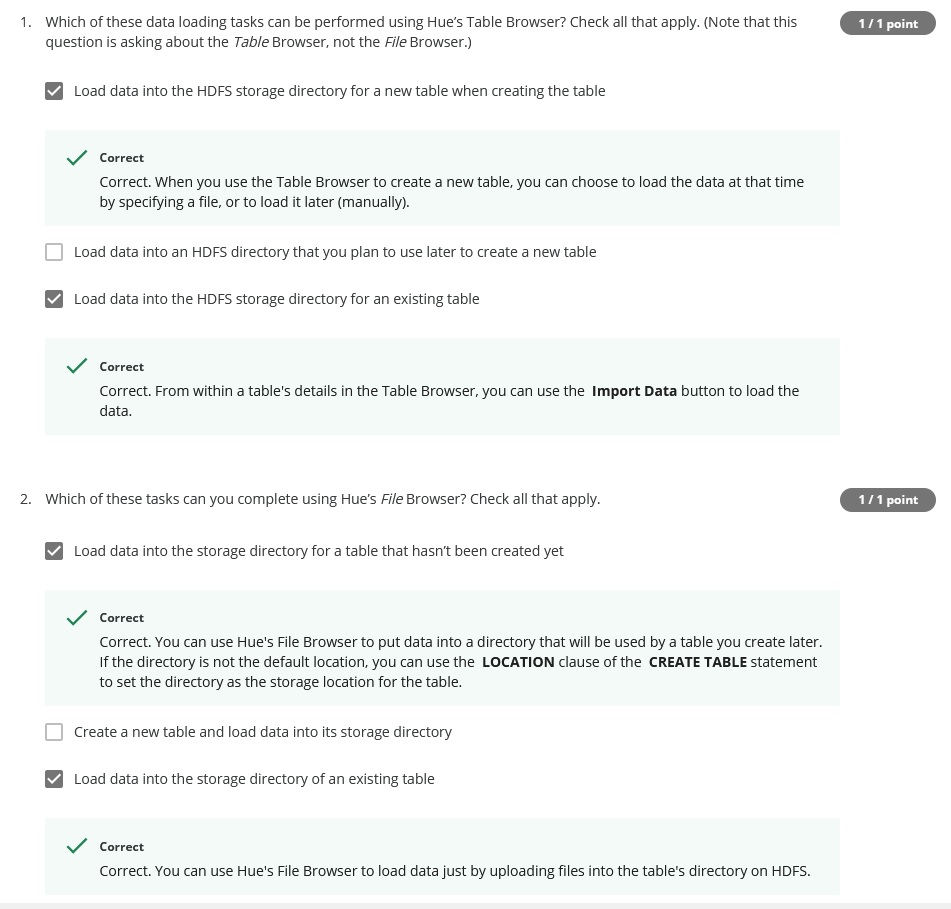 1. Which of these data loading tasks can be performed using Hue’s Table Browser? Check all that apply. (Note that this
question is asking about the Table Browser, not the File Browser.)
1 / 1 point
Load data into the HDFS storage directory for a new table when creating the table
Correct
Correct. When you use the Table Browser to create a new table, you can choose to load the data at that time
by specifying a file, or to load it later (manually).
Load data into an HDFS directory that you plan to use later to create a new table
Load data into the HDFS storage directory for an existing table
Correct
Correct. From within a table's details in the Table Browser, you can use the Import Data button to load the
data.
2. Which of these tasks can you complete using Hue’s File Browser? Check all that apply.
1 / 1 point
Load data into the storage directory for a table that hasn’t been created yet
Correct
Correct. You can use Hue's File Browser to put data into a directory that will be used by a table you create later.
If the directory is not the default location, you can use the LOCATION clause of the CREATE TABLE statement
to set the directory as the storage location for the table.
Create a new table and load data into its storage directory
Load data into the storage directory of an existing table
Correct
Correct. You can use Hue's File Browser to load data just by uploading files into the table's directory on HDFS.